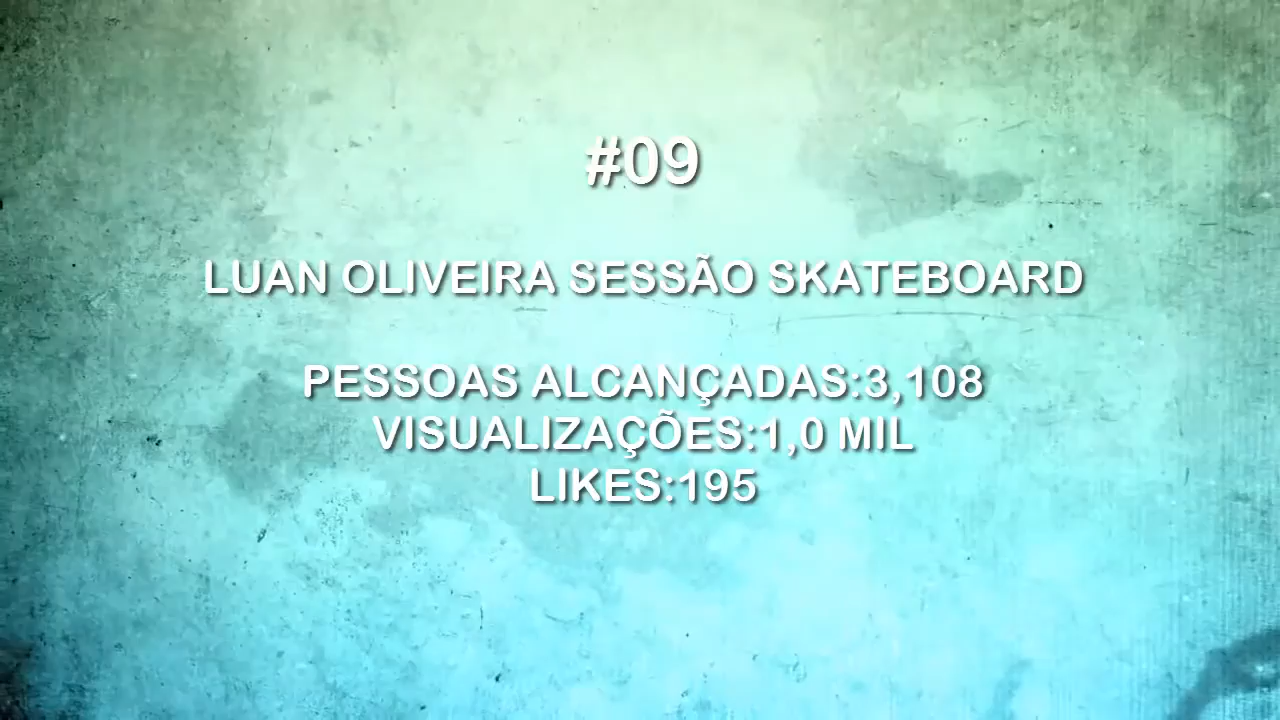 #09
LUAN OLIVEIRA SESSÃO SKATEBOARD
PESSOAS ALCANÇADAS:3,108
VISUALIZAÇÕES:1,0 MIL
LIKES:195